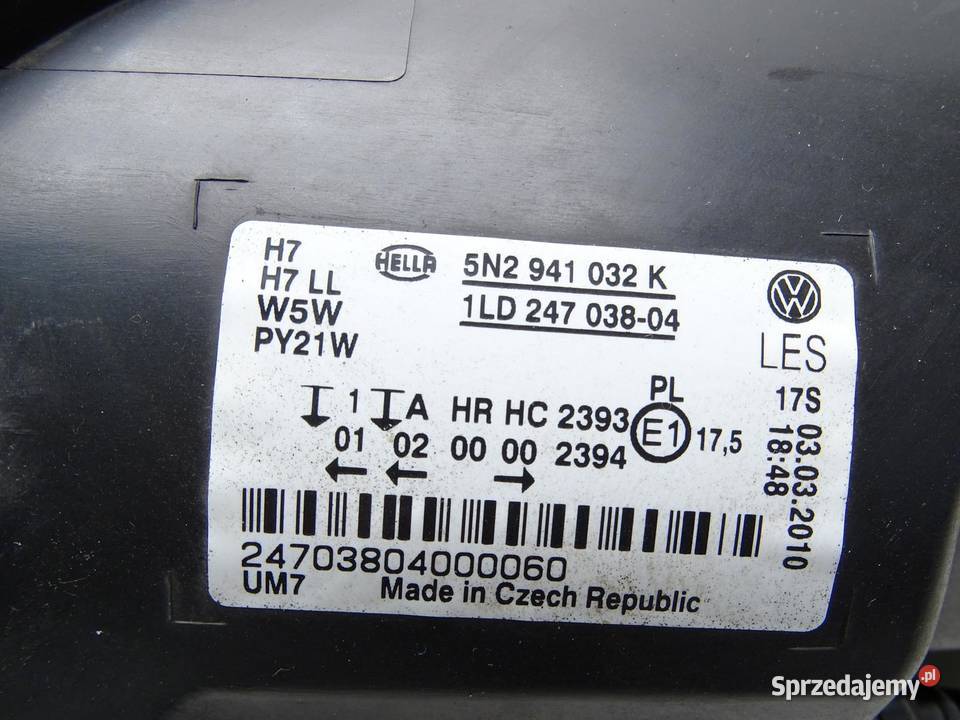 H7
H7 LL
W5W
PY21W
HELLA
5N2 941 032 K
1LD 247 038-04
LES
17S 03.03.2010
18:48
1 A HR HC 2393 PL
01 02 00 00 2394 E1 17,5
24703804000060
UM7 Made in Czech Republic
Sprzedajemy.pl